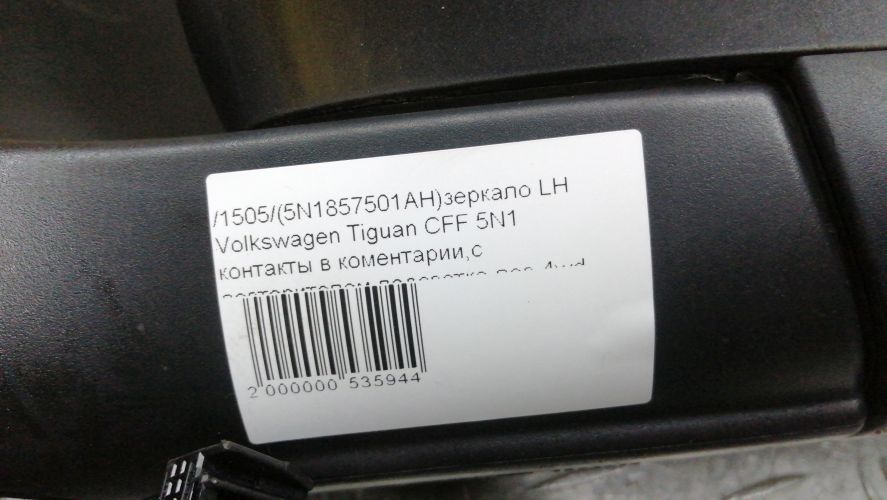 /1505/(5N1857501AH)зеркало LH
Volkswagen Tiguan CFF 5N1
контакты в коментарии,с
2 000000 535944